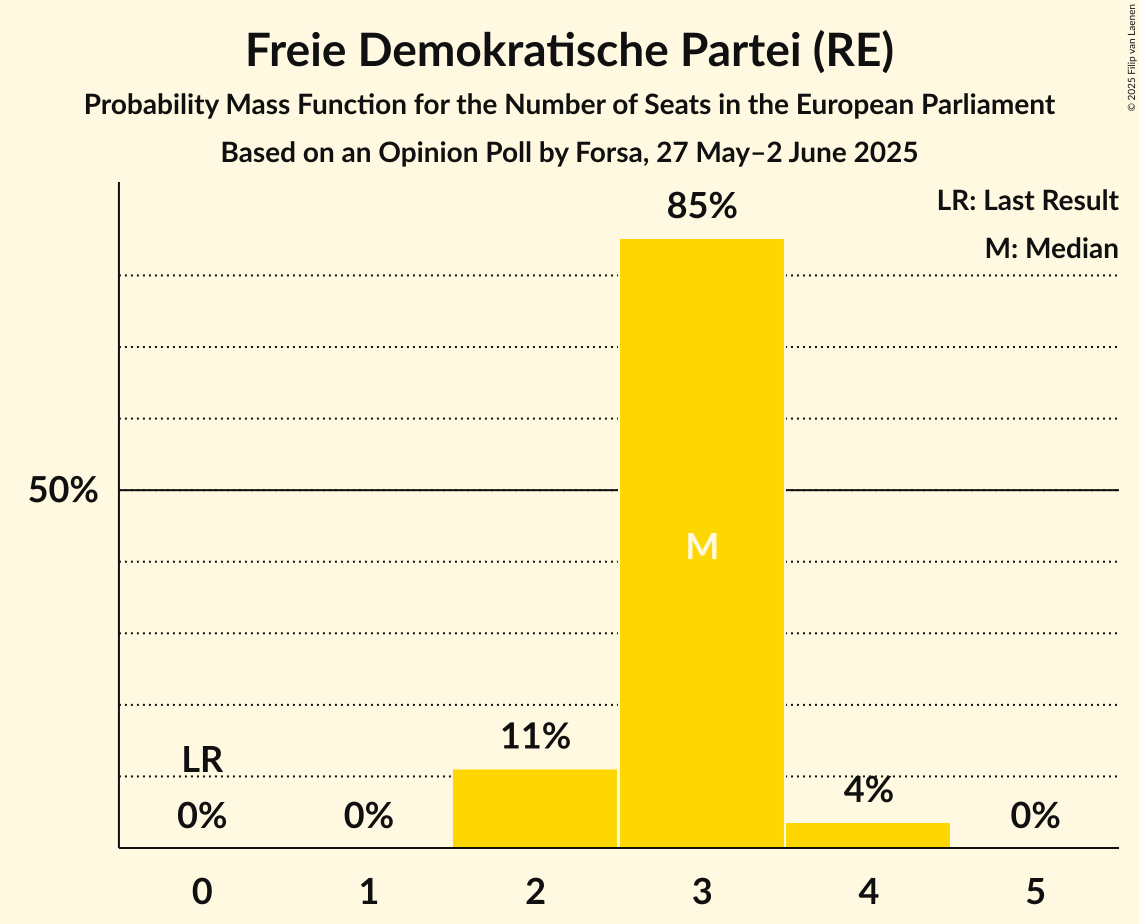 Freie Demokratische Partei (RE)
Probability Mass Function for the Number of Seats in the European Parliament
Based on an Opinion Poll by Forsa, 27 May–2 June 2025
© 2025 Filip van Laenen
LR: Last Result
M: Median
85%
50%
M
11%
LR
4%
0%
0%
0%
0
1
2
3
4
5